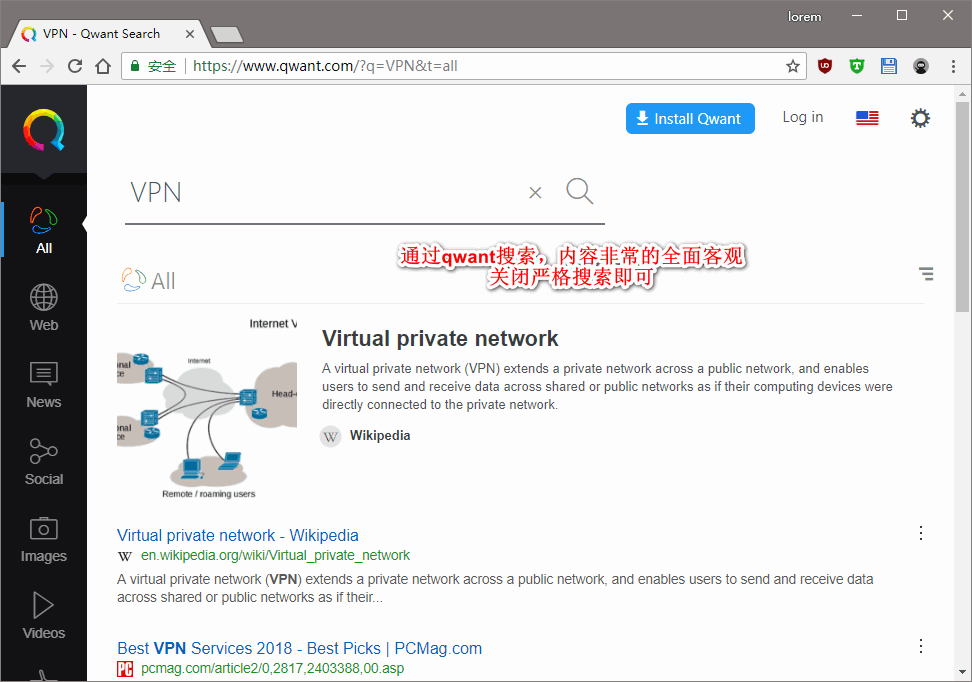 lorem
VPN - Qwant Search
安全
https://www.qwant.com/?q=VPN&t=all
Install Qwant
Log in
VPN
通过qwant搜索，内容非常的全面客观
关闭严格搜索即可
All
All
Web
News
Social
Images
Videos
Internet V
Internet
nal
ce
Head-
nal
ce
Remote / roaming users
Virtual private network
A virtual private network (VPN) extends a private network across a public network, and enables
users to send and receive data across shared or public networks as if their computing devices were
directly connected to the private network.
W Wikipedia
Virtual private network - Wikipedia
W en.wikipedia.org/wiki/Virtual_private_network
A virtual private network (VPN) extends a private network across a public network, and enables users to send and receive data
across shared or public networks as if their...
Best VPN Services 2018 - Best Picks | PCMag.com
PC pcmag.com/article2/0,2817,2403388,00.asp